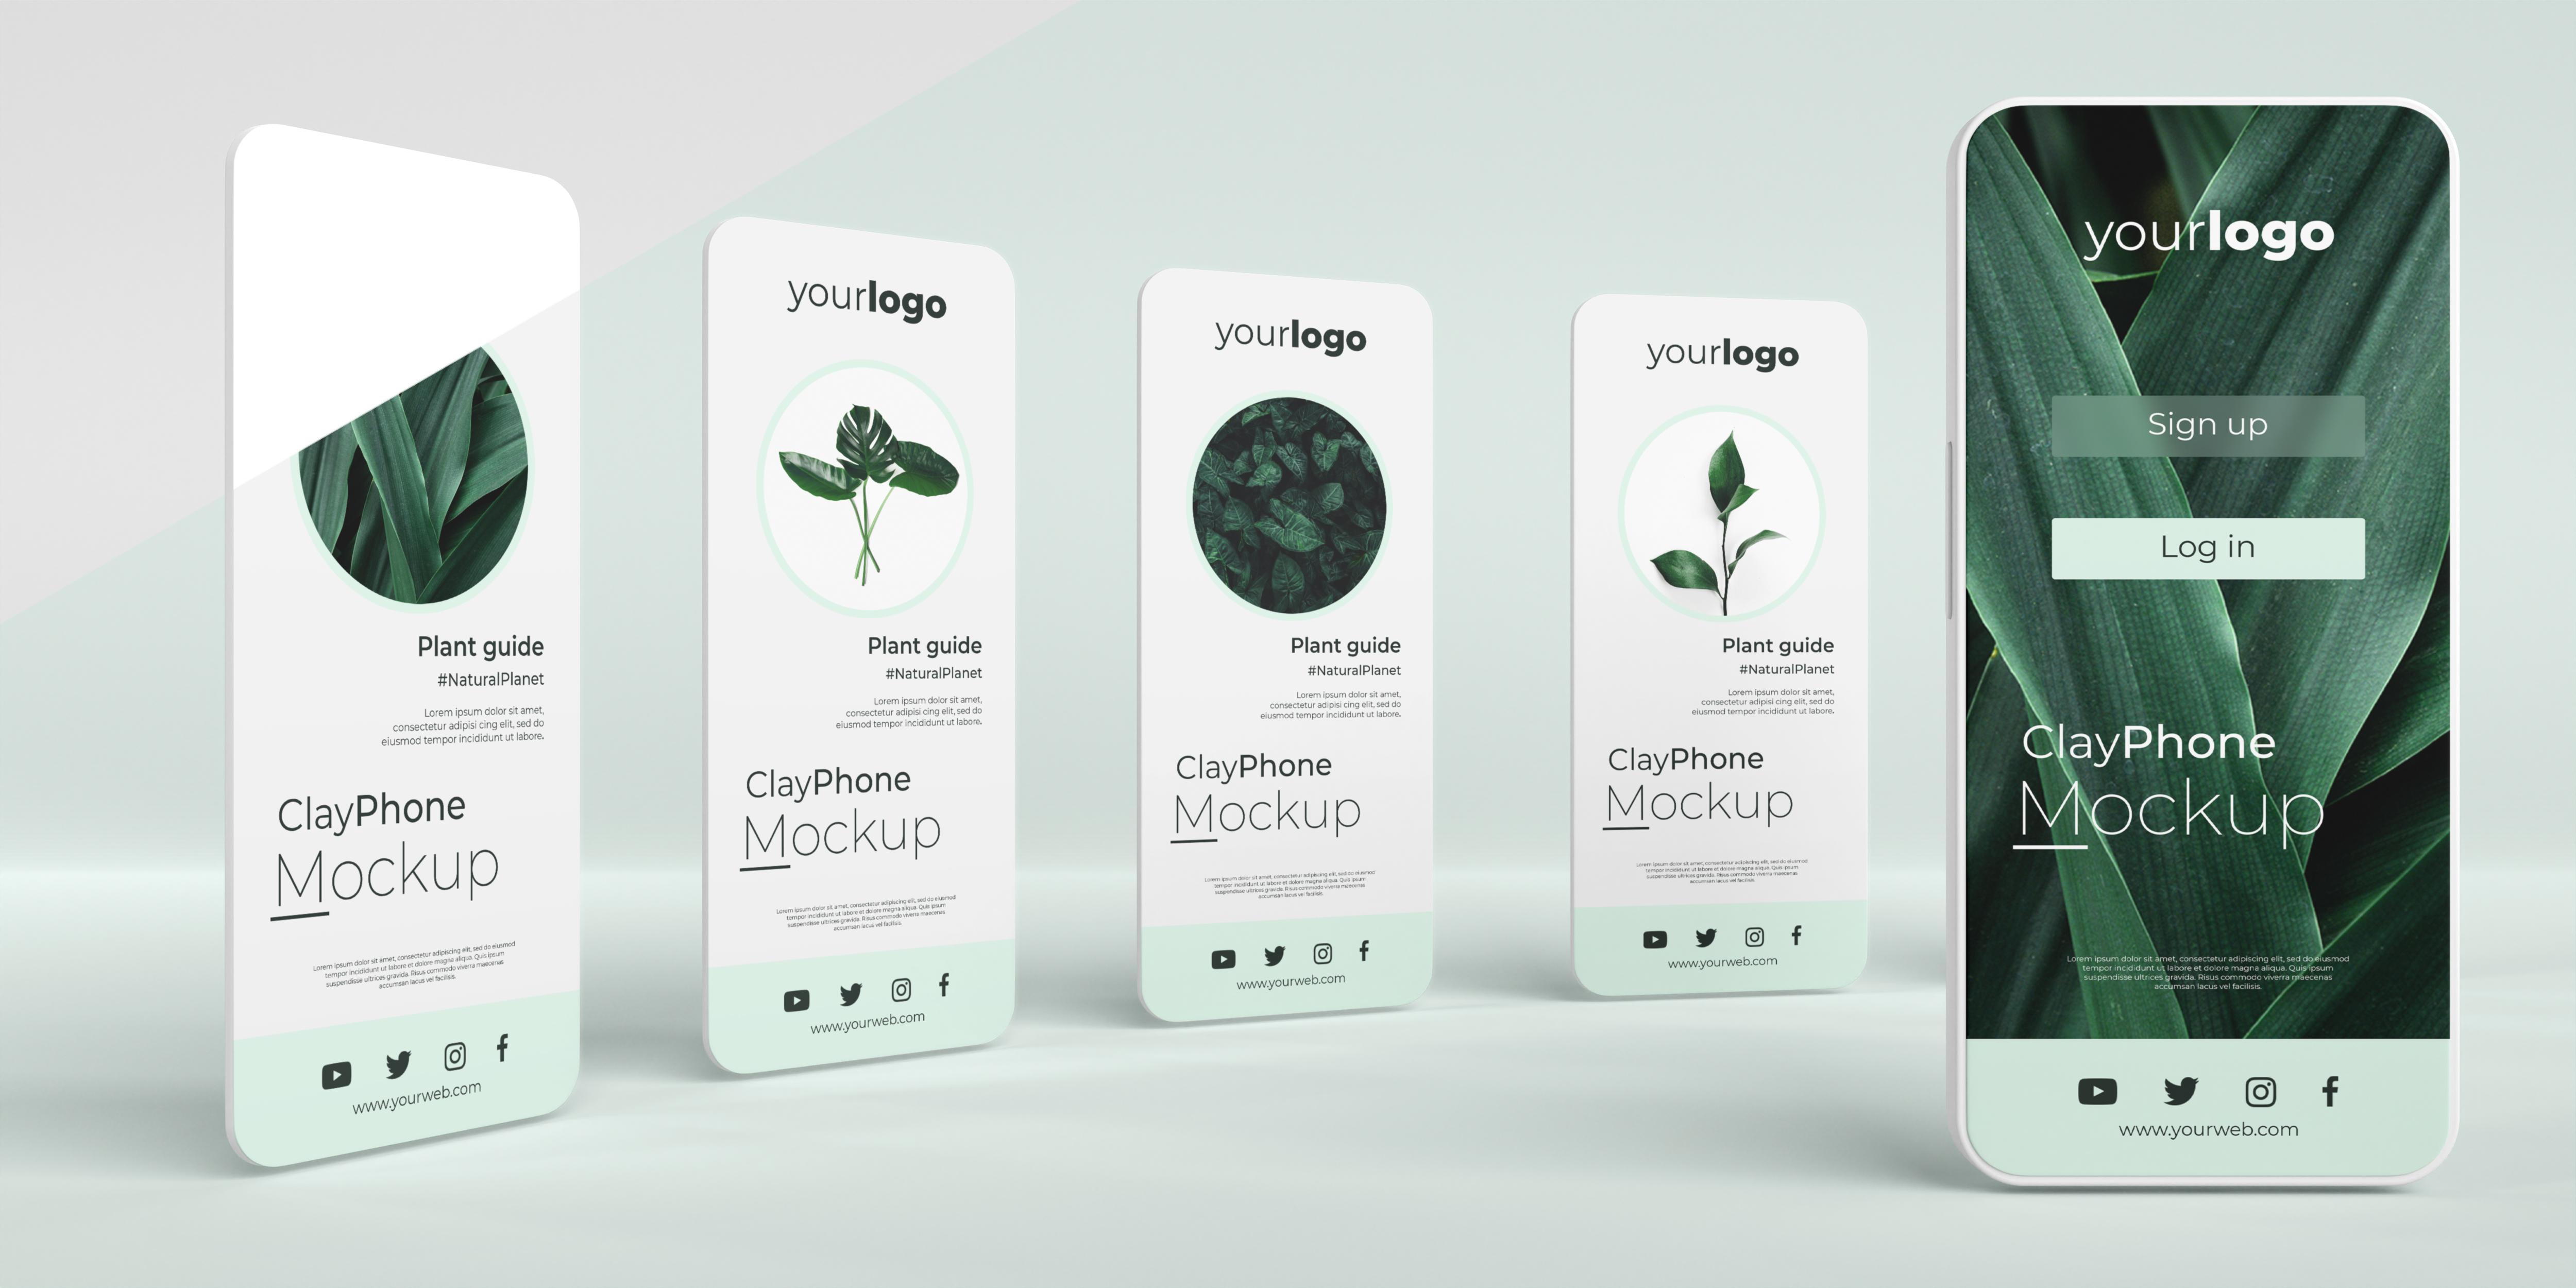 Plant guide
#NaturalPlanet
Lorem ipsum dolor sit amet,
consectetur adipisi cing elit, sed do
eiusmod tempor incididunt ut labore.
ClayPhone
Mockup
Lorem ipsum dolor sit amet, consectetur adipiscing elit, sed do eiusmod
tempor incididunt ut labore et dolore magna aliqua. Quis ipsum
suspendisse ultrices gravida. Risus commodo viverra maecenas
accumsan lacus vel facilisis.
www.yourweb.com
yourlogo
Plant guide
#NaturalPlanet
Lorem ipsum dolor sit amet,
consectetur adipisi cing elit, sed do
eiusmod tempor incididunt ut labore.
ClayPhone
Mockup
Lorem ipsum dolor sit amet, consectetur adipiscing elit, sed do eiusmod
tempor incididunt ut labore et dolore magna aliqua. Quis ipsum
suspendisse ultrices gravida. Risus commodo viverra maecenas
accumsan lacus vel facilisis.
www.yourweb.com
yourlogo
Plant guide
#NaturalPlanet
Lorem ipsum dolor sit amet,
consectetur adipisi cing elit, sed do
eiusmod tempor incididunt ut labore.
ClayPhone
Mockup
Lorem ipsum dolor sit amet, consectetur adipiscing elit, sed do eiusmod
tempor incididunt ut labore et dolore magna aliqua. Quis ipsum
suspendisse ultrices gravida. Risus commodo viverra maecenas
accumsan lacus vel facilisis.
www.yourweb.com
yourlogo
Plant guide
#NaturalPlanet
Lorem ipsum dolor sit amet,
consectetur adipisi cing elit, sed do
eiusmod tempor incididunt ut labore.
ClayPhone
Mockup
Lorem ipsum dolor sit amet, consectetur adipiscing elit, sed do eiusmod
tempor incididunt ut labore et dolore magna aliqua. Quis ipsum
suspendisse ultrices gravida. Risus commodo viverra maecenas
accumsan lacus vel facilisis.
www.yourweb.com
yourlogo
Sign up
Log in
ClayPhone
Mockup
Lorem ipsum dolor sit amet, consectetur adipiscing elit, sed do eiusmod
tempor incididunt ut labore et dolore magna aliqua. Quis ipsum
suspendisse ultrices gravida. Risus commodo viverra maecenas
accumsan lacus vel facilisis.
www.yourweb.com